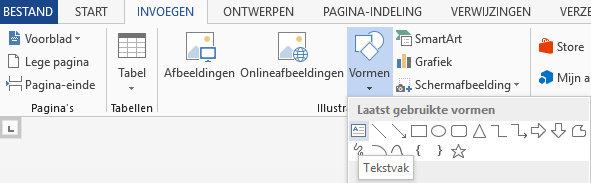 BESTAND START INVOEGEN ONTWERPEN PAGINA-INDELING VERWIJZINGEN VERZE
Voorblad
Lege pagina
Pagina-einde
Pagina's
Tabel
Tabellen
Afbeeldingen
Onlineafbeeldingen
Vormen
SmartArt
Grafiek
Schermafbeelding
Illustra
Store
Mijn a
Laatst gebruikte vormen
Tekstvak